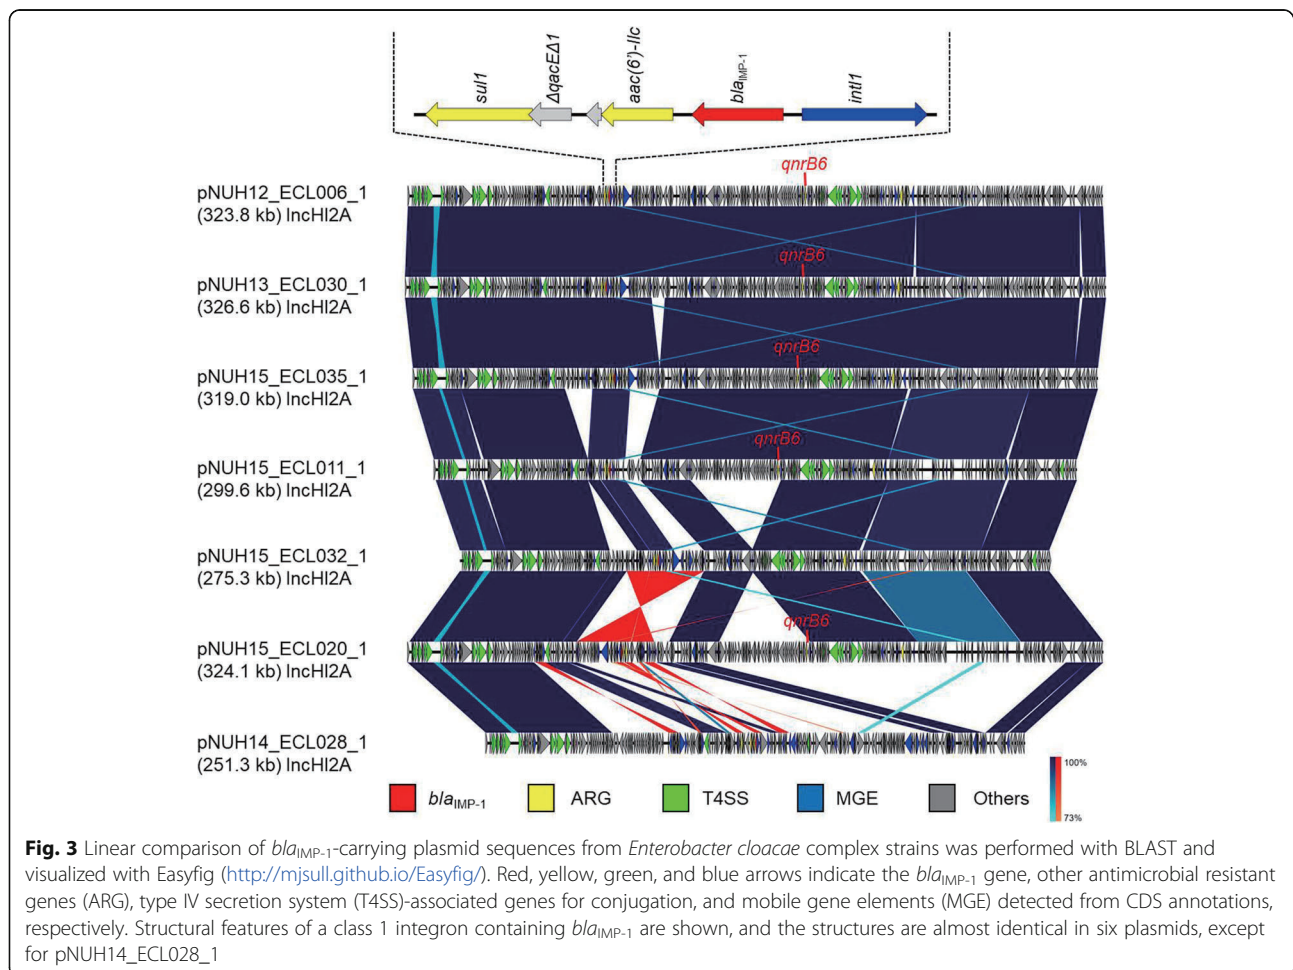 sul1
ΔqacEΔ1
aac(6')-IIc
blaIMP-1
intI1
qnrB6
pNUH12_ECL006_1
(323.8 kb) IncHI2A
qnrB6
pNUH13_ECL030_1
(326.6 kb) IncHI2A
qnrB6
pNUH15_ECL035_1
(319.0 kb) IncHI2A
qnrB6
pNUH15_ECL011_1
(299.6 kb) IncHI2A
pNUH15_ECL032_1
(275.3 kb) IncHI2A
qnrB6
pNUH15_ECL020_1
(324.1 kb) IncHI2A
pNUH14_ECL028_1
(251.3 kb) IncHI2A
100%
73%
blaIMP-1 ARG T4SS MGE Others
Fig. 3 Linear comparison of blaIMP-1-carrying plasmid sequences from Enterobacter cloacae complex strains was performed with BLAST and
visualized with Easyfig (http://mjsull.github.io/Easyfig/). Red, yellow, green, and blue arrows indicate the blaIMP-1 gene, other antimicrobial resistant
genes (ARG), type IV secretion system (T4SS)-associated genes for conjugation, and mobile gene elements (MGE) detected from CDS annotations,
respectively. Structural features of a class 1 integron containing blaIMP-1 are shown, and the structures are almost identical in six plasmids, except
for pNUH14_ECL028_1